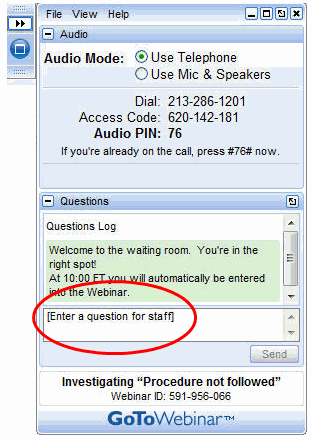 File View Help
Audio
Audio Mode: Use Telephone
Use Mic & Speakers
Dial: 213-286-1201
Access Code: 620-142-181
Audio PIN: 76
If you're already on the call, press #76# now.
Questions
Questions Log
Welcome to the waiting room. You're in the
right spot!
At 10:00 ET you will automatically be entered
into the Webinar.
[Enter a question for staff]
Send
Investigating “Procedure not followed”
Webinar ID: 591-956-066
GoToWebinar™